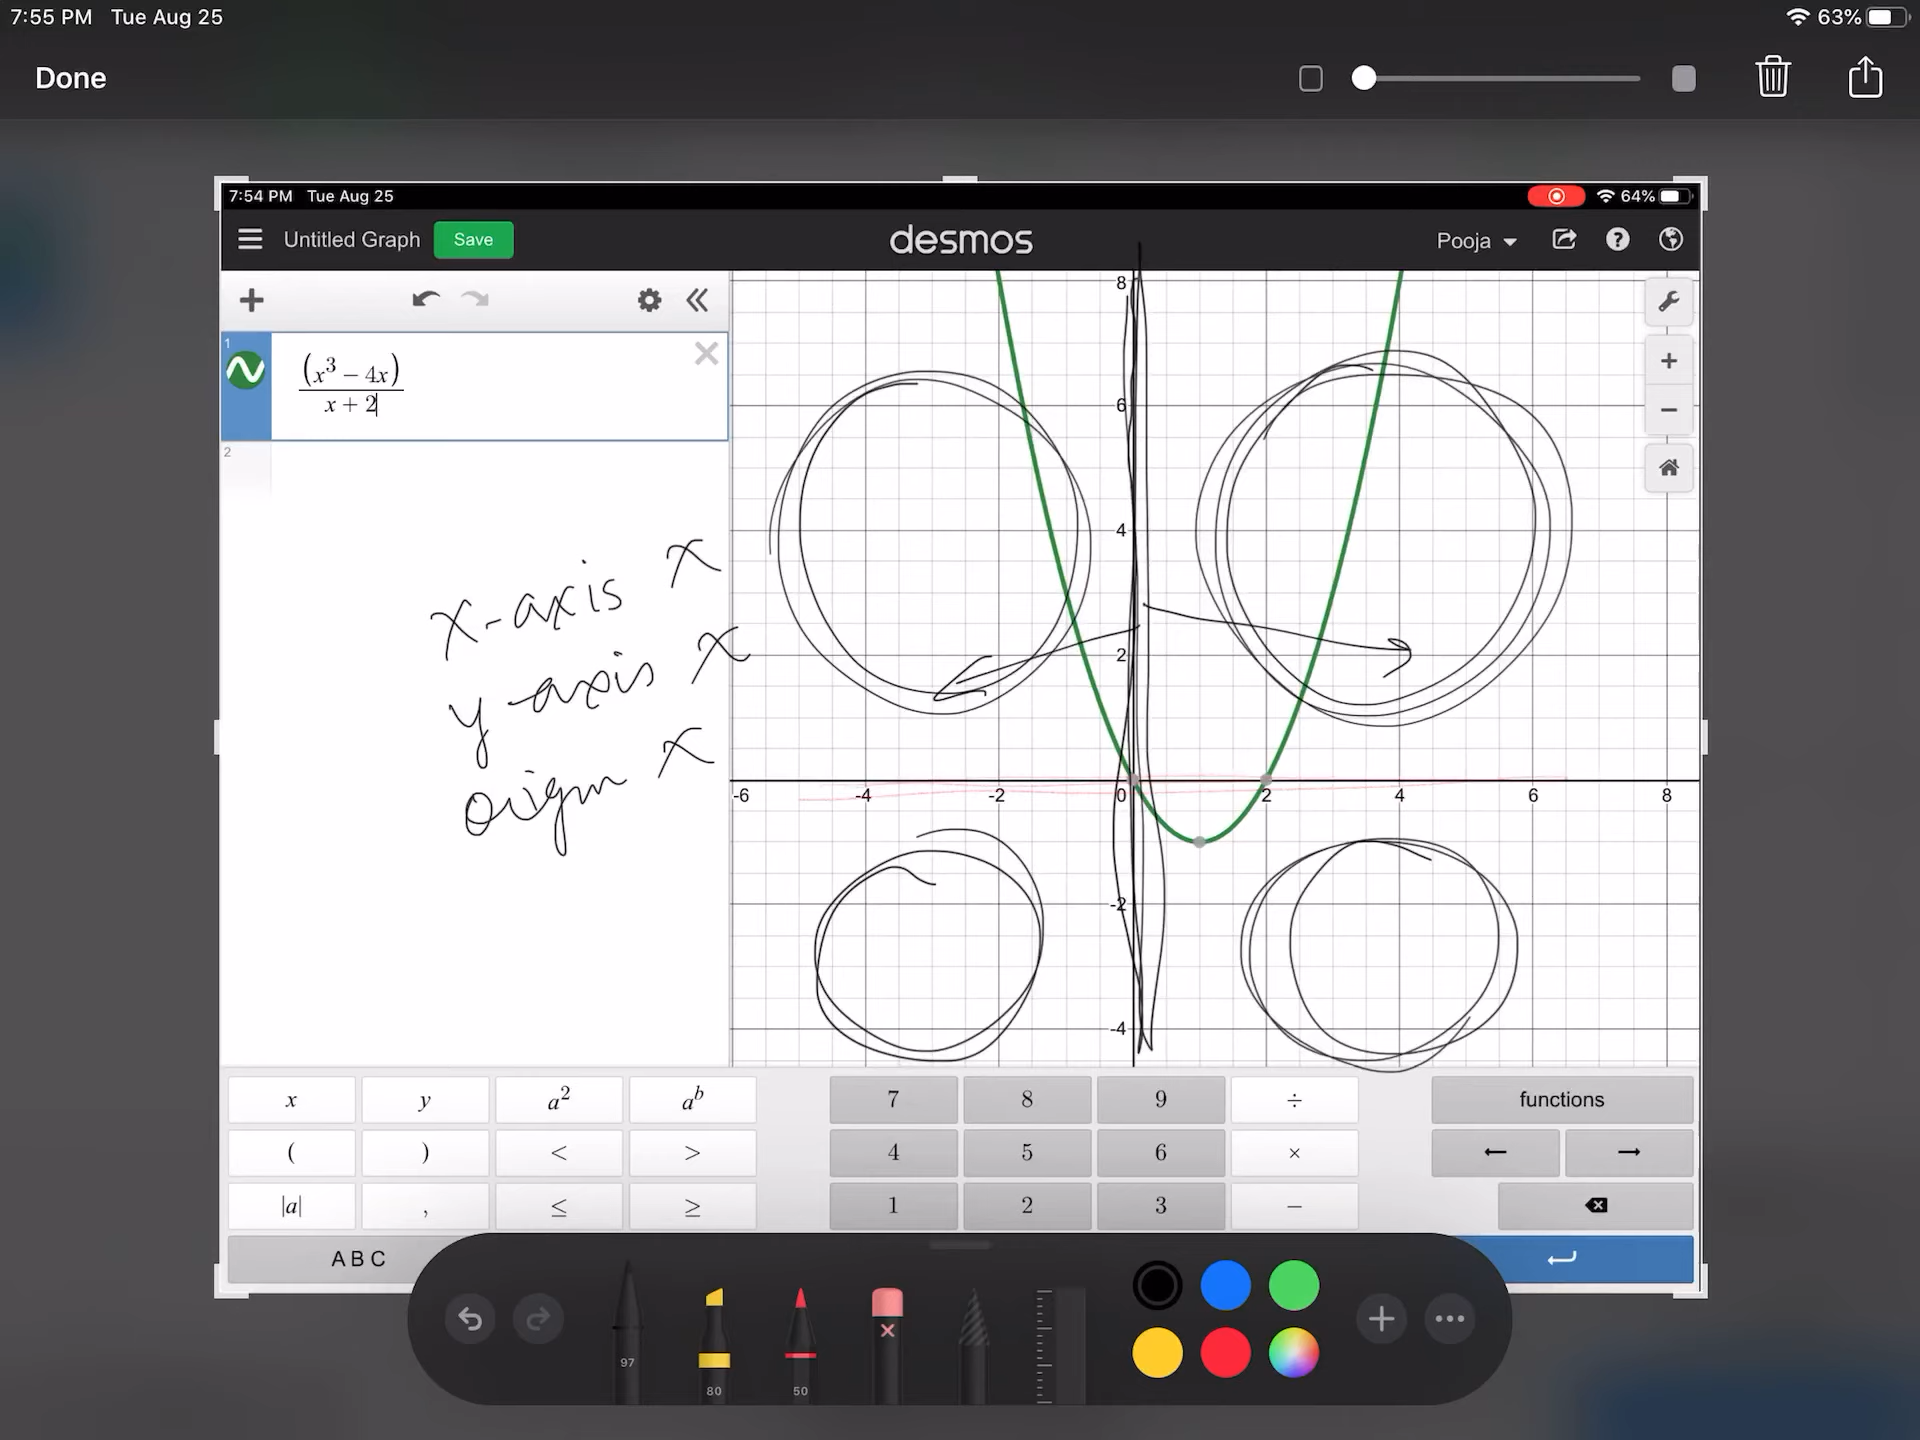 7:55 PM Tue Aug 25
63%
Done
7:54 PM Tue Aug 25
64%
Untitled Graph Save
desmos
Pooja
1
(x³ – 4x)
x + 2
2
x-axis x
y-axis x
origin x
8
6
4
2
-6 -4 -2 0 2 4 6 8
-2
-4
x y a² aᵇ 7 8 9 ÷ functions
( ) < > 4 5 6 × ← →
|a| , ≤ ≥ 1 2 3 −
A B C
97 80 50